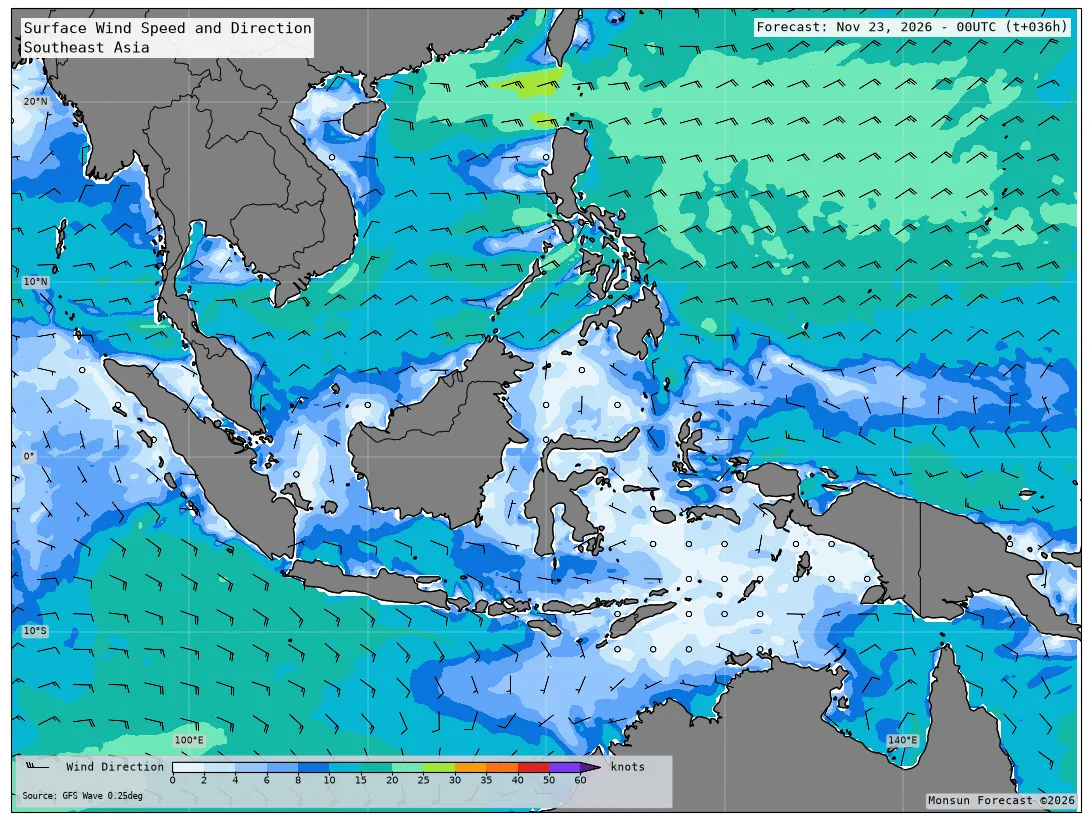 Surface Wind Speed and Direction
Southeast Asia
Forecast: Nov 23, 2026 - 00UTC (t+036h)
20°N
10°N
0°
10°S
100°E
140°E
Wind Direction
0 2 4 6 8 10 15 20 25 30 35 40 50 60
knots
Source: GFS Wave 0.25deg
Monsun Forecast ©2026